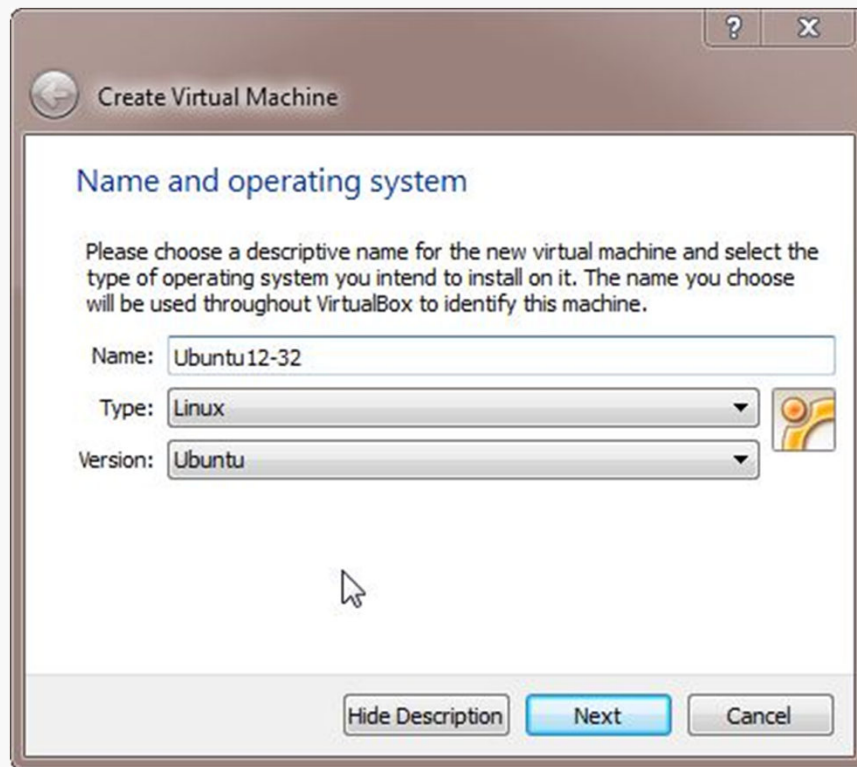 ?
Create Virtual Machine
Name and operating system
Please choose a descriptive name for the new virtual machine and select the
type of operating system you intend to install on it. The name you choose
will be used throughout VirtualBox to identify this machine.
Name: Ubuntu12-32
Type: Linux
Version: Ubuntu
Hide Description Next Cancel